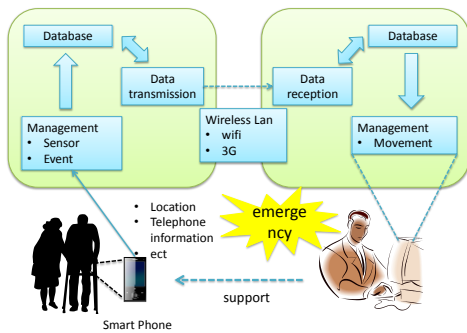 Database
Data
transmission
Management
• Sensor
• Event
Wireless Lan
• wifi
• 3G
Database
Data
reception
Management
• Movement
• Location
• Telephone
information
• ect
emerge
ncy
support
Smart Phone